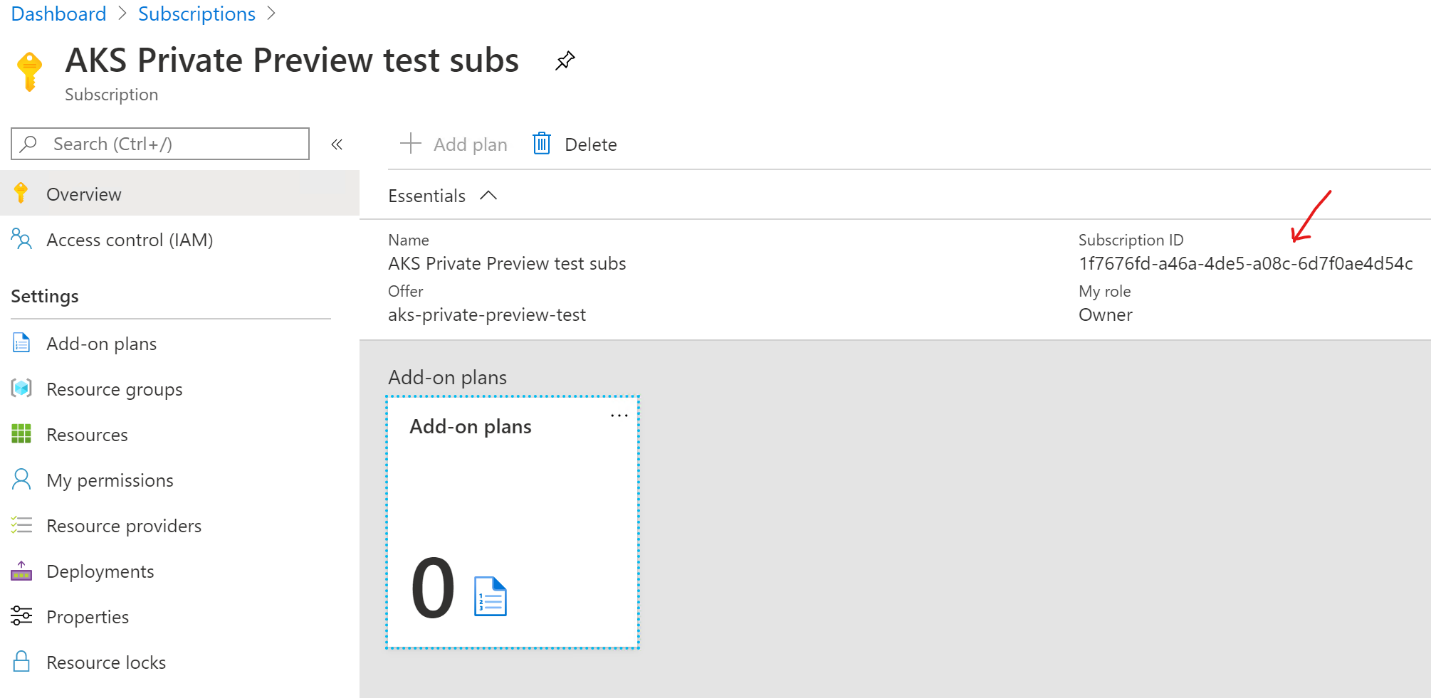 Dashboard > Subscriptions >
AKS Private Preview test subs
Subscription
Search (Ctrl+/)
«
Add plan
Delete
Overview
Essentials
Access control (IAM)
Name
Subscription ID
AKS Private Preview test subs
1f7676fd-a46a-4de5-a08c-6d7f0ae4d54c
Offer
My role
aks-private-preview-test
Owner
Settings
Add-on plans
Resource groups
Resources
My permissions
Resource providers
Deployments
Properties
Resource locks
Add-on plans
Add-on plans
...
0